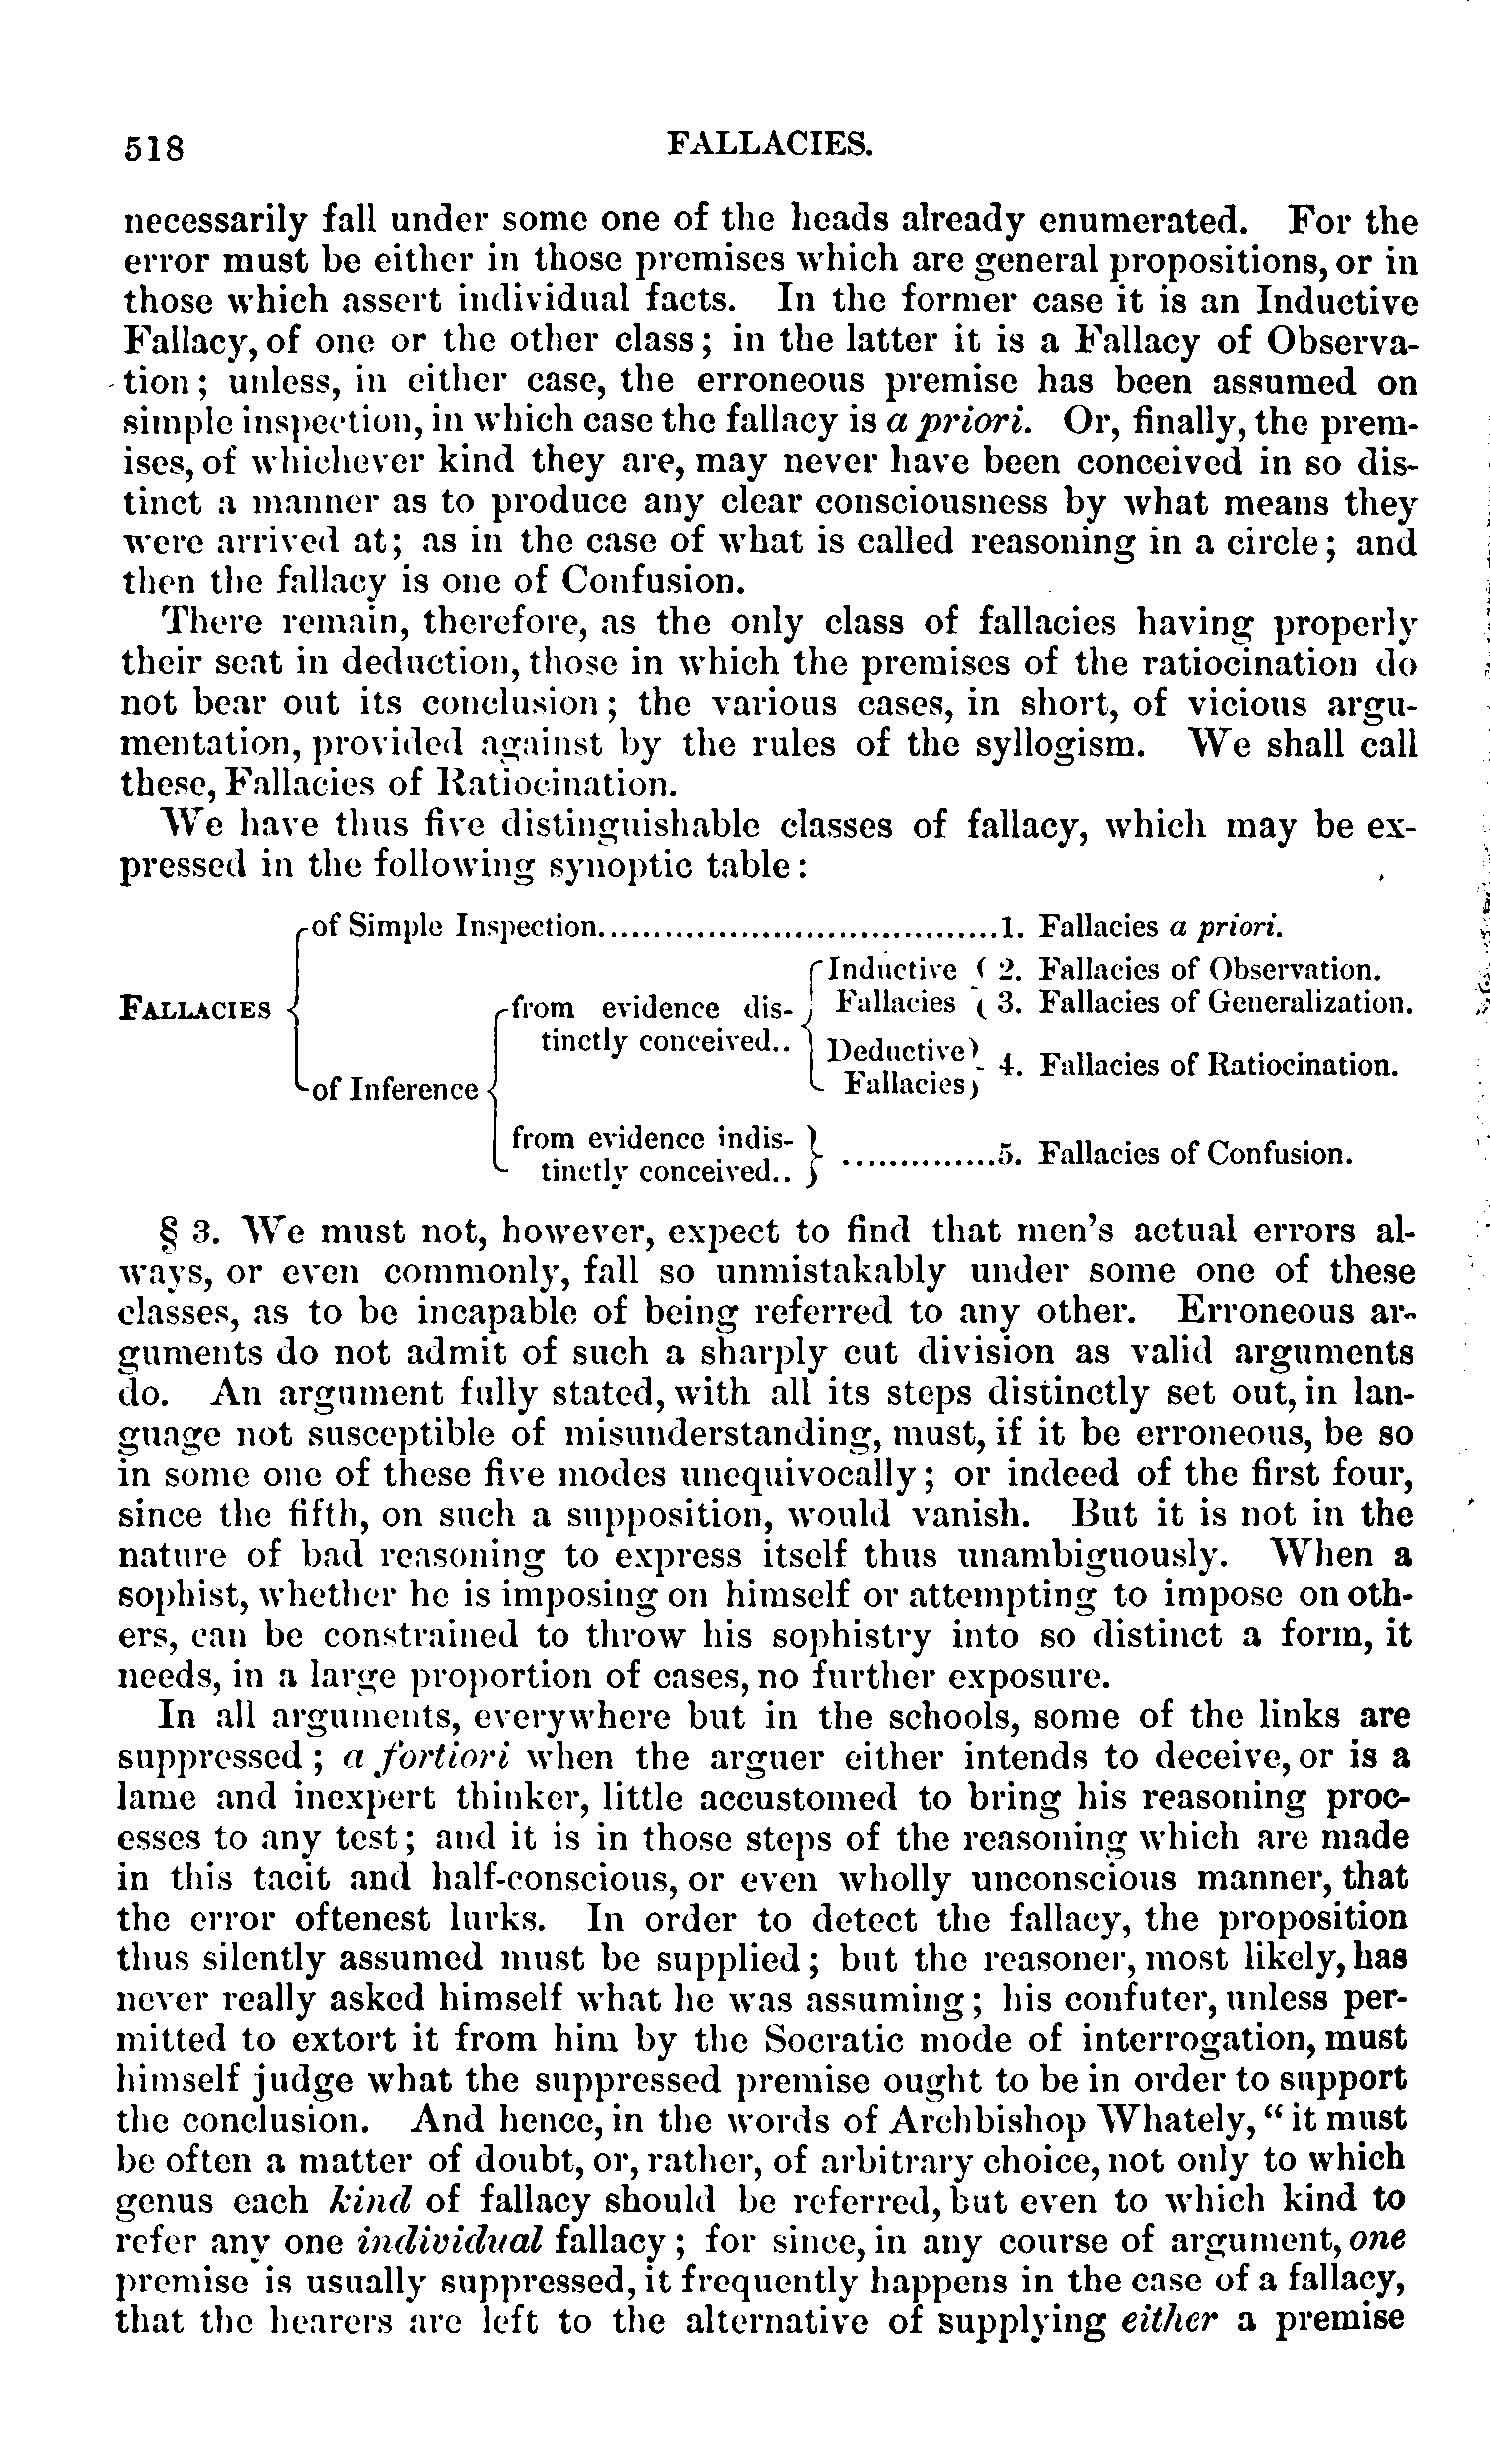 518 FALLACIES.
necessarily fall under some one of the heads already enumerated. For the
error must be either in those premises which are general propositions, or in
those which assert individual facts. In the former case it is an Inductive
Fallacy, of one or the other class; in the latter it is a Fallacy of Observa-
tion; unless, in either case, the erroneous premise has been assumed on
simple inspection, in which case the fallacy is a priori. Or, finally, the prem-
ises, of whichever kind they are, may never have been conceived in so dis-
tinct a manner as to produce any clear consciousness by what means they
were arrived at; as in the case of what is called reasoning in a circle; and
then the fallacy is one of Confusion.
There remain, therefore, as the only class of fallacies having properly
their seat in deduction, those in which the premises of the ratiocination do
not bear out its conclusion; the various cases, in short, of vicious argu-
mentation, provided against by the rules of the syllogism. We shall call
these, Fallacies of Ratiocination.
We have thus five distinguishable classes of fallacy, which may be ex-
pressed in the following synoptic table:
of Simple Inspection....................................1. Fallacies a priori.
Inductive 2. Fallacies of Observation.
FALLACIES from evidence dis- Fallacies 3. Fallacies of Generalization.
tinctly conceived.. Deductive 4. Fallacies of Ratiocination.
of Inference Fallacies
from evidence indis- ..............5. Fallacies of Confusion.
tinctly conceived..
§ 3. We must not, however, expect to find that men's actual errors al-
ways, or even commonly, fall so unmistakably under some one of these
classes, as to be incapable of being referred to any other. Erroneous ar-
guments do not admit of such a sharply cut division as valid arguments
do. An argument fully stated, with all its steps distinctly set out, in lan-
guage not susceptible of misunderstanding, must, if it be erroneous, be so
in some one of these five modes unequivocally; or indeed of the first four,
since the fifth, on such a supposition, would vanish. But it is not in the
nature of bad reasoning to express itself thus unambiguously. When a
sophist, whether he is imposing on himself or attempting to impose on oth-
ers, can be constrained to throw his sophistry into so distinct a form, it
needs, in a large proportion of cases, no further exposure.
In all arguments, everywhere but in the schools, some of the links are
suppressed; a fortiori when the arguer either intends to deceive, or is a
lame and inexpert thinker, little accustomed to bring his reasoning proc-
esses to any test; and it is in those steps of the reasoning which are made
in this tacit and half-conscious, or even wholly unconscious manner, that
the error oftenest lurks. In order to detect the fallacy, the proposition
thus silently assumed must be supplied; but the reasoner, most likely, has
never really asked himself what he was assuming; his confuter, unless per-
mitted to extort it from him by the Socratic mode of interrogation, must
himself judge what the suppressed premise ought to be in order to support
the conclusion. And hence, in the words of Archbishop Whately, "it must
be often a matter of doubt, or, rather, of arbitrary choice, not only to which
genus each kind of fallacy should be referred, but even to which kind to
refer any one individual fallacy; for since, in any course of argument, one
premise is usually suppressed, it frequently happens in the case of a fallacy,
that the hearers are left to the alternative of supplying either a premise